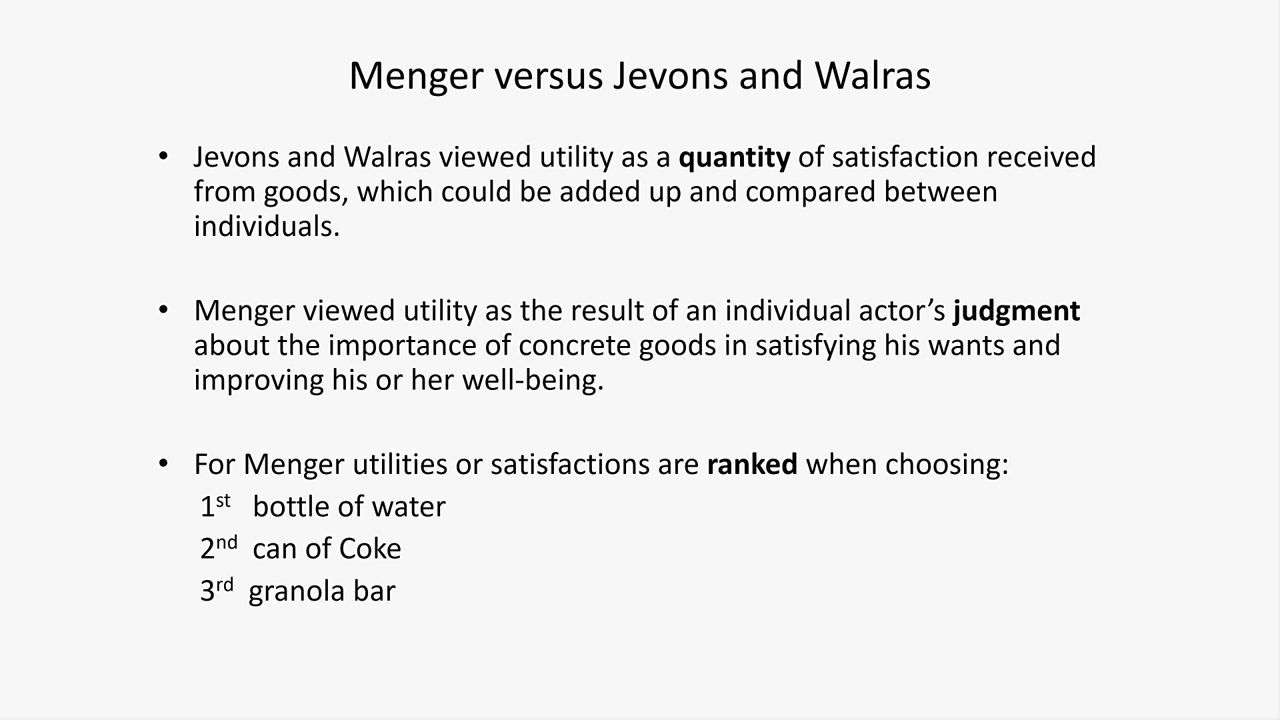 Menger versus Jevons and Walras
• Jevons and Walras viewed utility as a quantity of satisfaction received
from goods, which could be added up and compared between
individuals.
• Menger viewed utility as the result of an individual actor’s judgment
about the importance of concrete goods in satisfying his wants and
improving his or her well-being.
• For Menger utilities or satisfactions are ranked when choosing:
1st bottle of water
2nd can of Coke
3rd granola bar